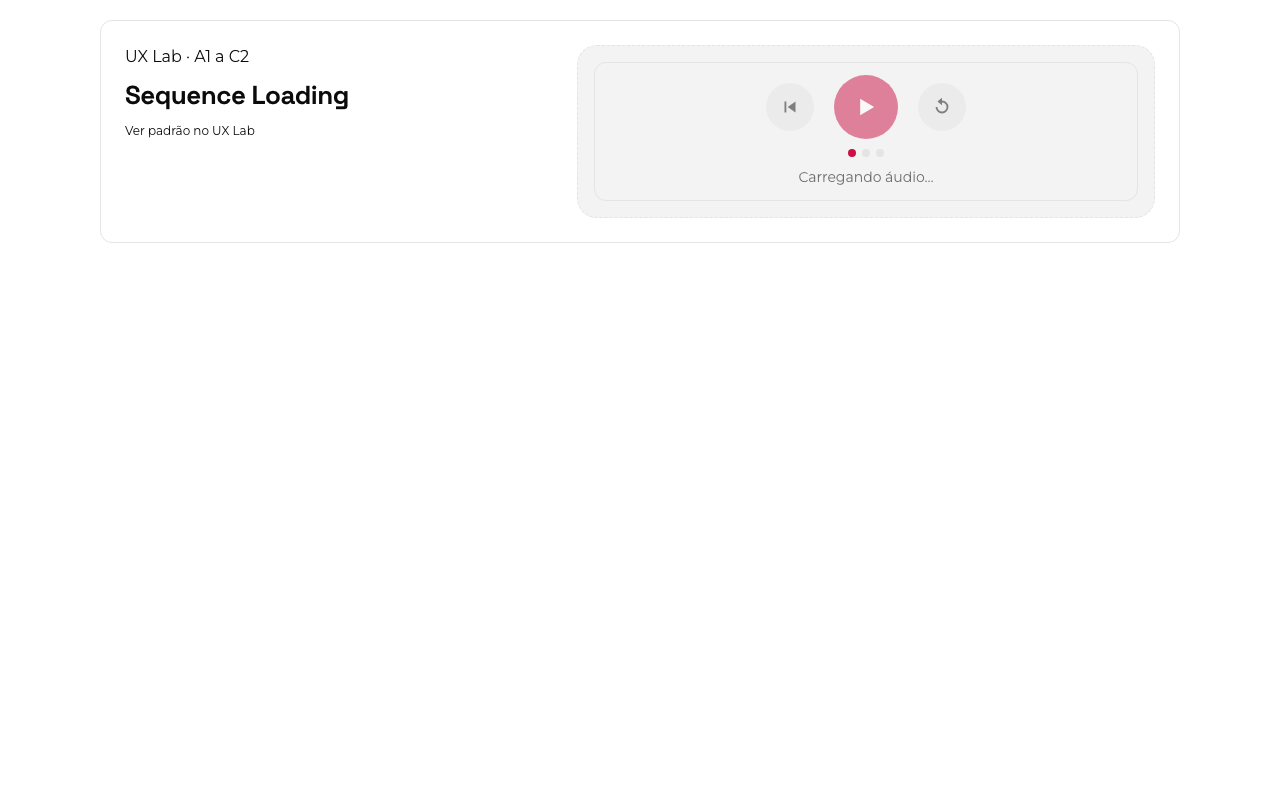 UX Lab · A1 a C2
Sequence Loading
Ver padrão no UX Lab
Carregando áudio...